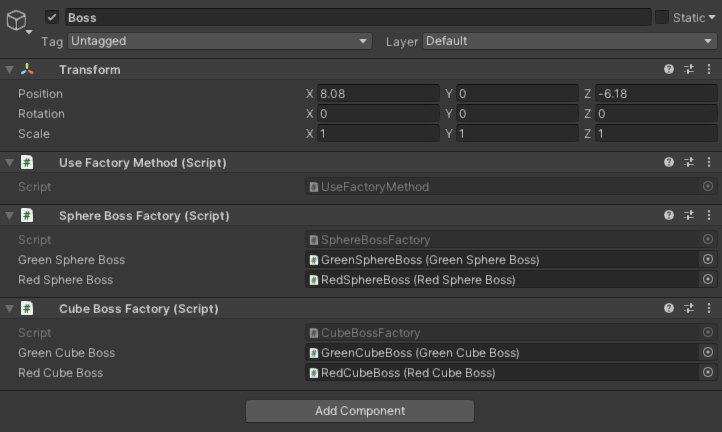 Boss Static
Tag Untagged Layer Default
Transform
Position X 8.08 Y 0 Z -6.18
Rotation X 0 Y 0 Z 0
Scale X 1 Y 1 Z 1
# Use Factory Method (Script)
Script # UseFactoryMethod
# Sphere Boss Factory (Script)
Script # SphereBossFactory
Green Sphere Boss # GreenSphereBoss (Green Sphere Boss)
Red Sphere Boss # RedSphereBoss (Red Sphere Boss)
# Cube Boss Factory (Script)
Script # CubeBossFactory
Green Cube Boss # GreenCubeBoss (Green Cube Boss)
Red Cube Boss # RedCubeBoss (Red Cube Boss)
Add Component